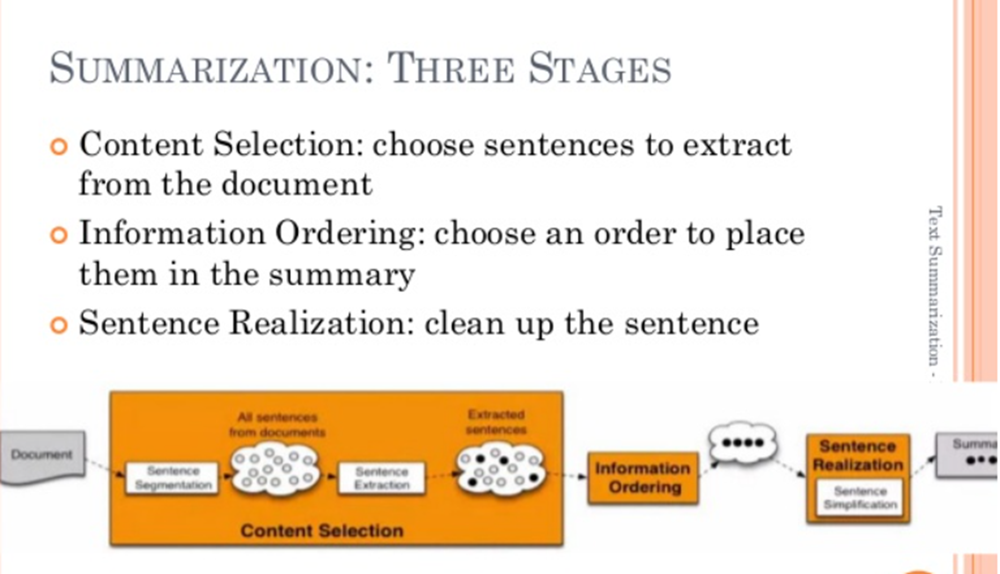 SUMMARIZATION: THREE STAGES
Content Selection: choose sentences to extract
from the document
Information Ordering: choose an order to place
them in the summary
Sentence Realization: clean up the sentence
Text Summarization -
Document
Sentence
Segmentation
All sentences
from documents
Sentence
Extraction
Extracted
sentences
Content Selection
Information
Ordering
Sentence
Realization
Sentence
Simplification
Summa